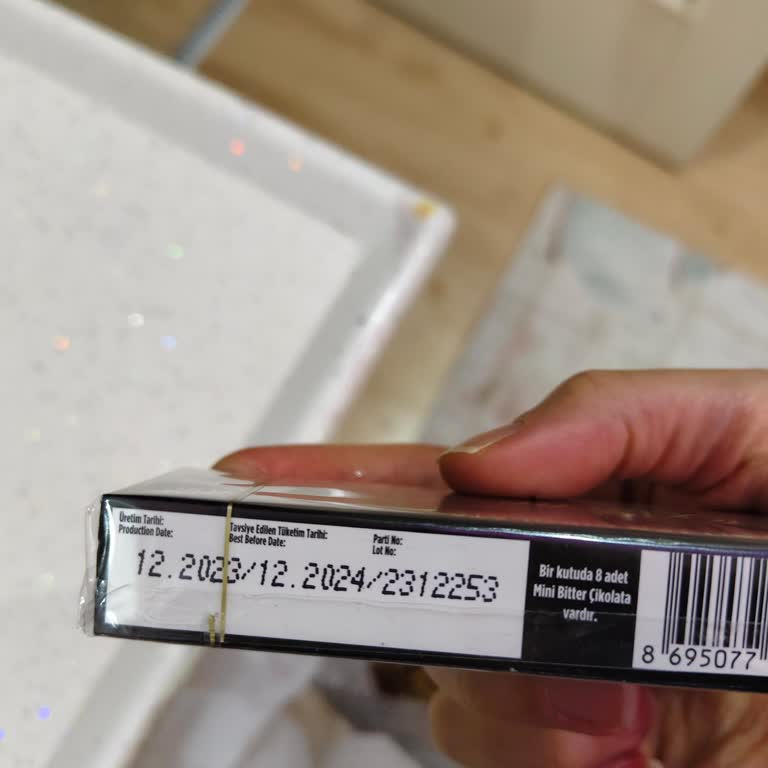 Üretim Tarihi:
Production Date:
Tavsiye Edilen Tüketim Tarihi:
Best Before Date:
Parti No:
Lot No:
12.2023/12.2024/2312253
Bir kutuda 8 adet
Mini Bitter Çikolata
vardır.
8 695077